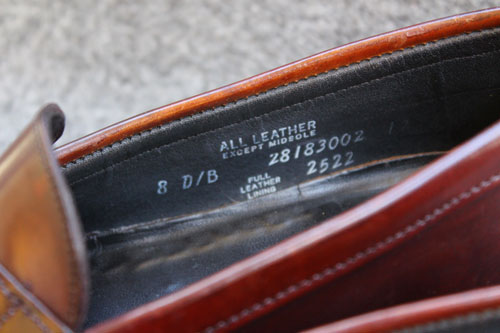 ALL LEATHER
EXCEPT MIDSOLE
8 D/B 28183002
FULL LEATHER LINING 2522